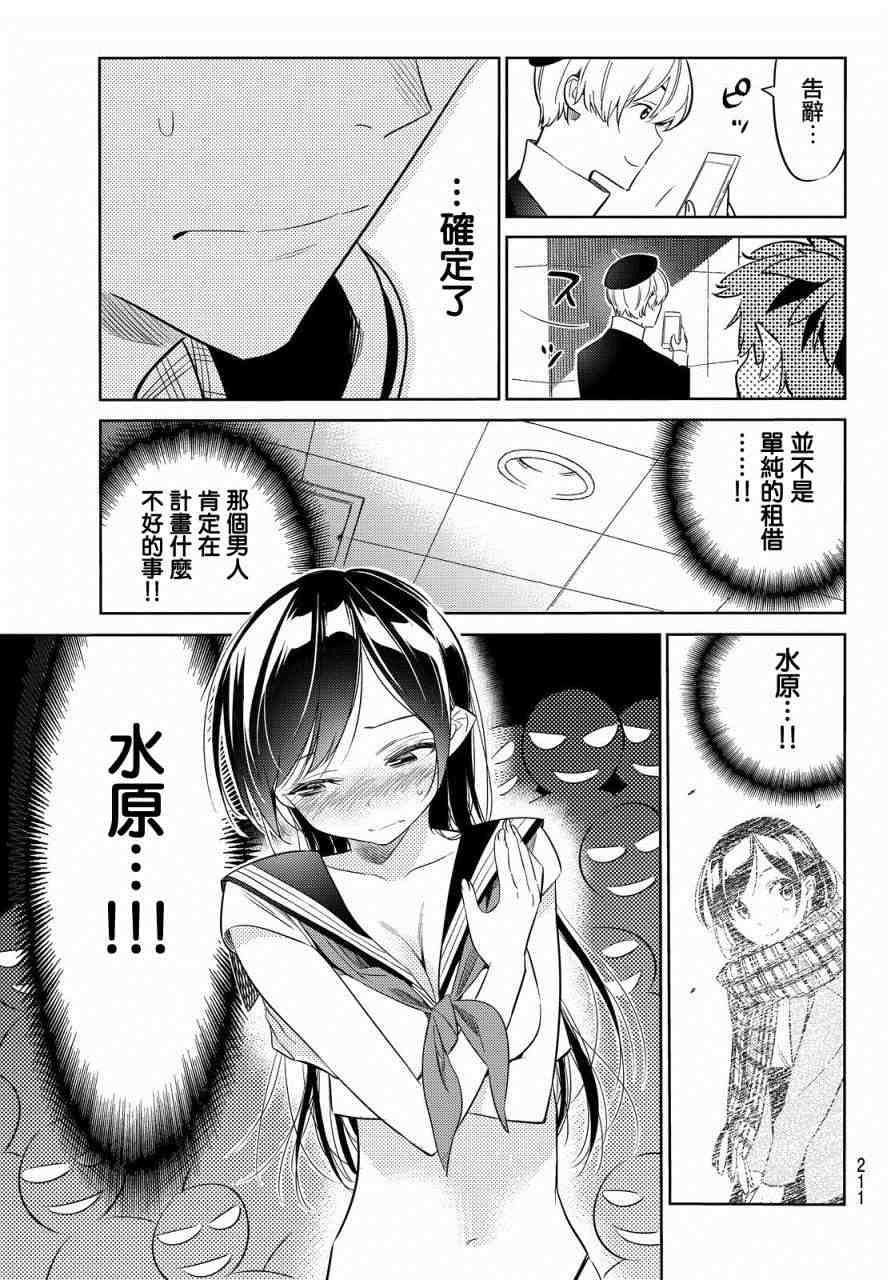 告辭…
ピッ
スッ
…確定了
並不是
單純的租借
……!!
那個男人
肯定在
計畫什麼
不好的事!!
水原…!!
水原…!!!
211